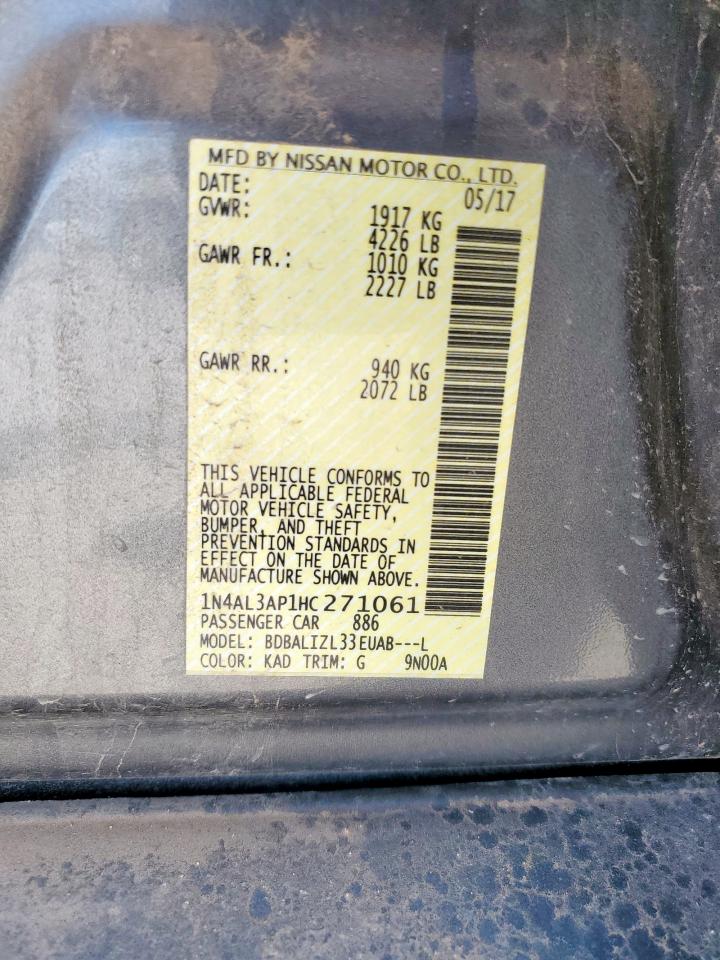 MFD BY NISSAN MOTOR CO., LTD.
DATE: 05/17
GVWR: 1917 KG
4226 LB
GAWR FR.: 1010 KG
2227 LB
GAWR RR.: 940 KG
2072 LB
THIS VEHICLE CONFORMS TO
ALL APPLICABLE FEDERAL
MOTOR VEHICLE SAFETY,
BUMPER, AND THEFT
PREVENTION STANDARDS IN
EFFECT ON THE DATE OF
MANUFACTURE SHOWN ABOVE.
1N4AL3AP1HC271061
PASSENGER CAR 886
MODEL: BDBALIZL33EUAB---L
COLOR: KAD TRIM: G 9N00A